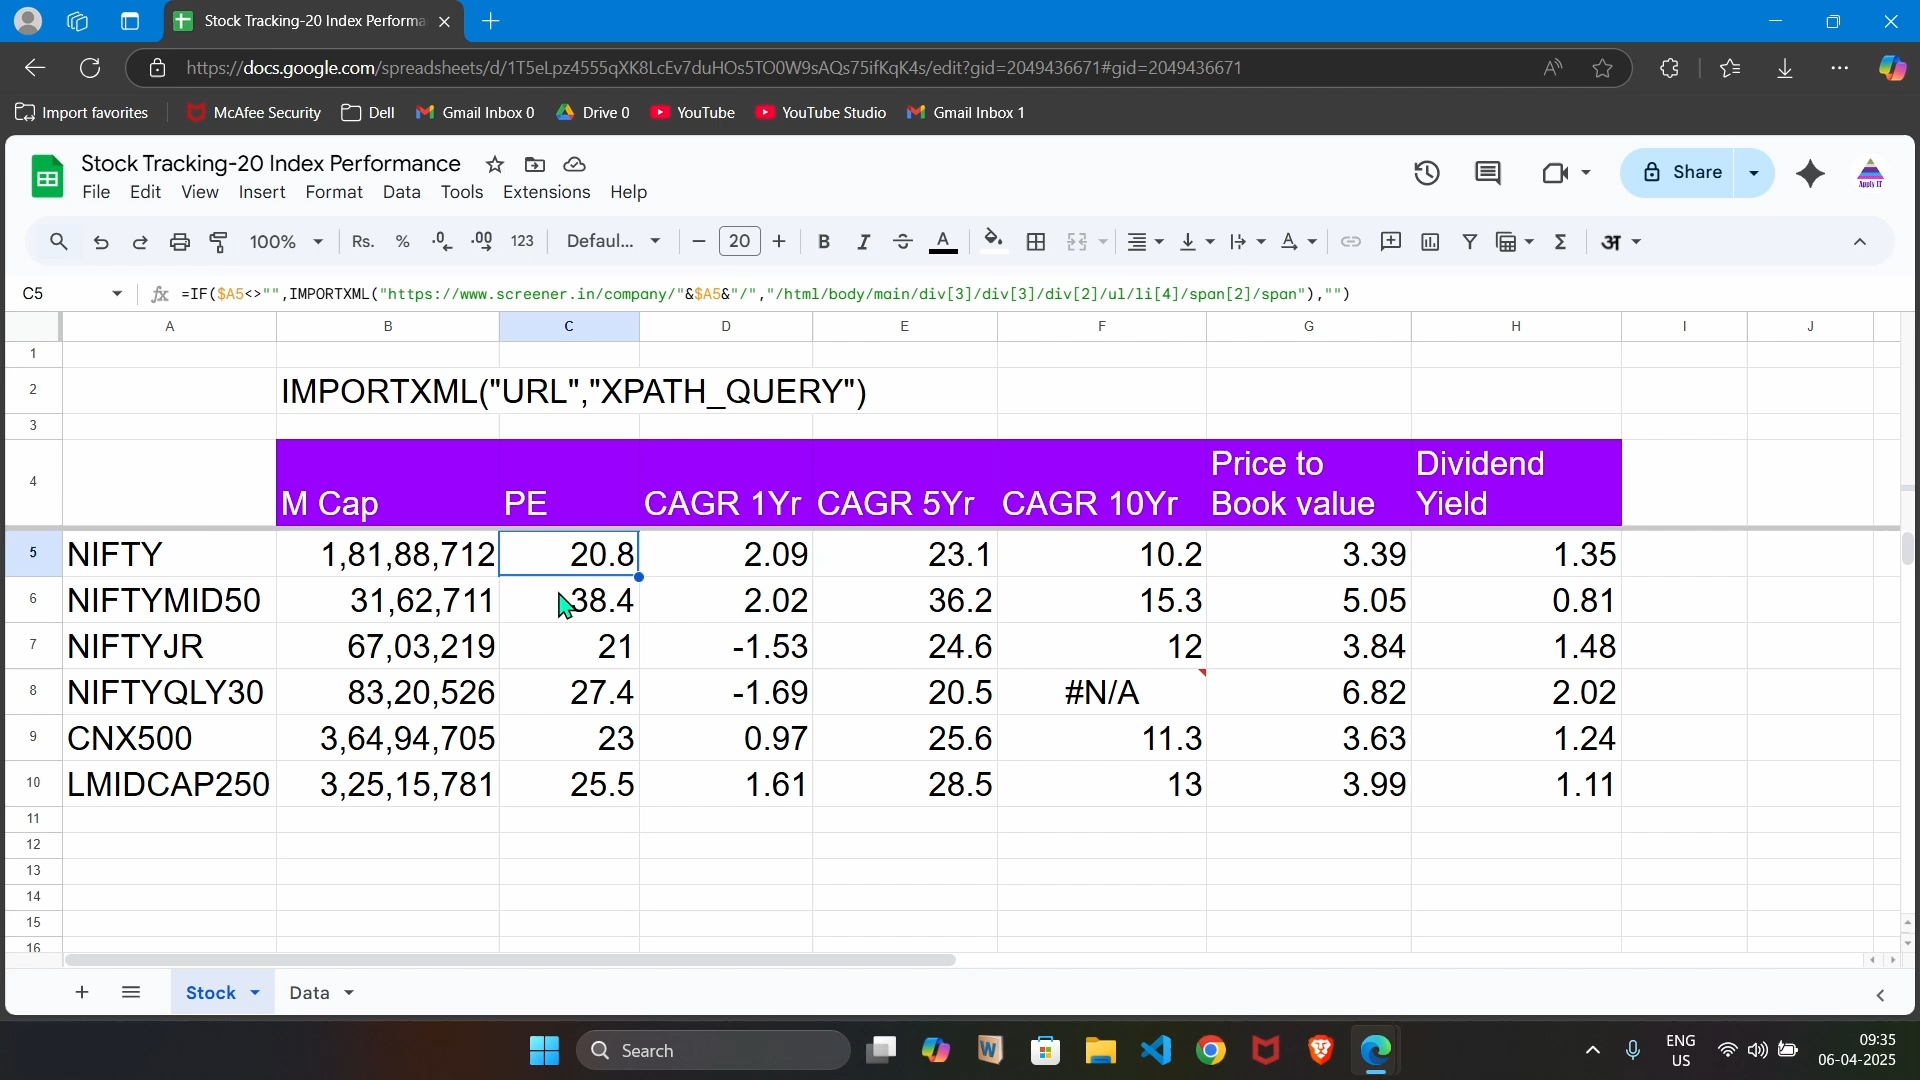 Stock Tracking-20 Index Performa
https://docs.google.com/spreadsheets/d/1T5eLpz4555qXK8LcEv7duHOs5TO0W9sAQs75ifKqK4s/edit?gid=2049436671#gid=2049436671
Import favorites McAfee Security Dell Gmail Inbox 0 Drive 0 YouTube YouTube Studio Gmail Inbox 1
Stock Tracking-20 Index Performance
Share
Apply IT
File Edit View Insert Format Data Tools Extensions Help
100% Rs. % .0 .00 123 Defaul... 20 B I S A अ
C5 fx =IF($A5<>"",IMPORTXML("https://www.screener.in/company/"&$A5&"/","/html/body/main/div[3]/div[3]/div[2]/ul/li[4]/span[2]/span"),"")
A B C D E F G H I J
1
2 IMPORTXML("URL","XPATH_QUERY")
3
4 M Cap PE CAGR 1Yr CAGR 5Yr CAGR 10Yr Price to Book value Dividend Yield
5 NIFTY 1,81,88,712 20.8 2.09 23.1 10.2 3.39 1.35
6 NIFTYMID50 31,62,711 38.4 2.02 36.2 15.3 5.05 0.81
7 NIFTYJR 67,03,219 21 -1.53 24.6 12 3.84 1.48
8 NIFTYQLY30 83,20,526 27.4 -1.69 20.5 #N/A 6.82 2.02
9 CNX500 3,64,94,705 23 0.97 25.6 11.3 3.63 1.24
10 LMIDCAP250 3,25,15,781 25.5 1.61 28.5 13 3.99 1.11
11
12
13
14
15
16
Stock Data
Search
ENG US
09:35
06-04-2025